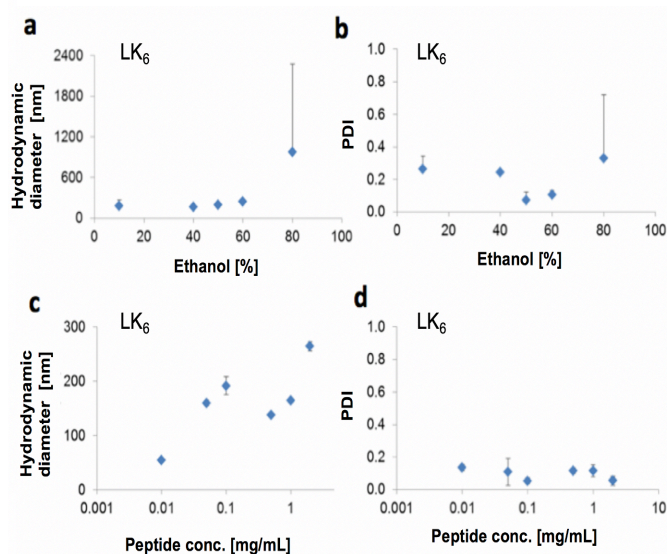 a
LK6
2400
1800
1200
600
0
0 20 40 60 80 100
Hydrodynamic
diameter [nm]
Ethanol [%]
b
LK6
1.0
0.8
0.6
0.4
0.2
0.0
0 20 40 60 80 100
PDI
Ethanol [%]
c
LK6
300
200
100
0
0.001 0.01 0.1 1
Hydrodynamic
diameter [nm]
Peptide conc. [mg/mL]
d
LK6
1.0
0.8
0.6
0.4
0.2
0.0
0.001 0.01 0.1 1 10
PDI
Peptide conc. [mg/mL]